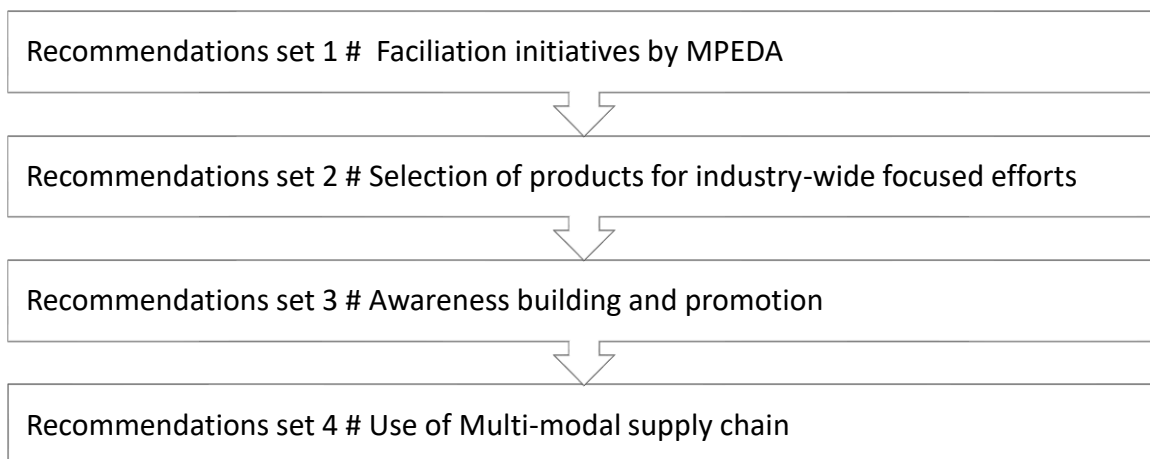 Recommendations set 1 #  Faciliation initiatives by MPEDA
Recommendations set 2 # Selection of products for industry-wide focused efforts
Recommendations set 3 # Awareness building and promotion
Recommendations set 4 # Use of Multi-modal supply chain